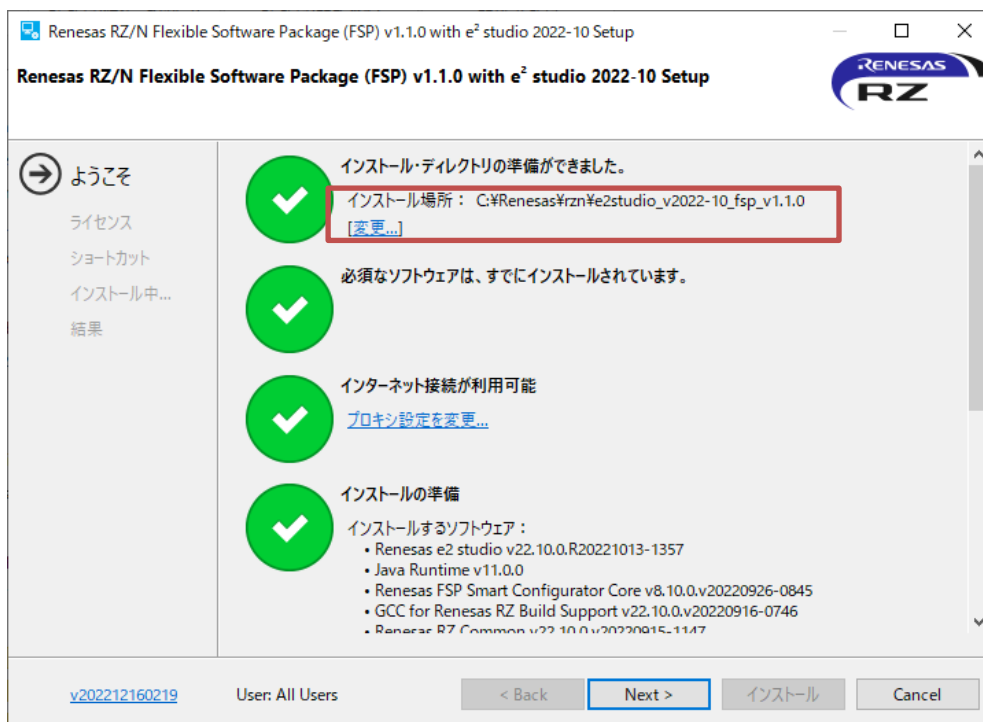 Renesas RZ/N Flexible Software Package (FSP) v1.1.0 with e² studio 2022-10 Setup
Renesas RZ/N Flexible Software Package (FSP) v1.1.0 with e² studio 2022-10 Setup
RENESAS
RZ
ようこそ
ライセンス
ショートカット
インストール中...
結果
インストール・ディレクトリの準備ができました。
インストール場所： C:¥Renesas¥rzn¥e2studio_v2022-10_fsp_v1.1.0
[変更...]
必須なソフトウェアは、すでにインストールされています。
インターネット接続が利用可能
プロキシ設定を変更...
インストールの準備
インストールするソフトウェア：
• Renesas e2 studio v22.10.0.R20221013-1357
• Java Runtime v11.0.0
• Renesas FSP Smart Configurator Core v8.10.0.v20220926-0845
• GCC for Renesas RZ Build Support v22.10.0.v20220916-0746
• Renesas RZ Common v22.10.0.v20220915-1147
v202212160219
User: All Users
< Back
Next >
インストール
Cancel